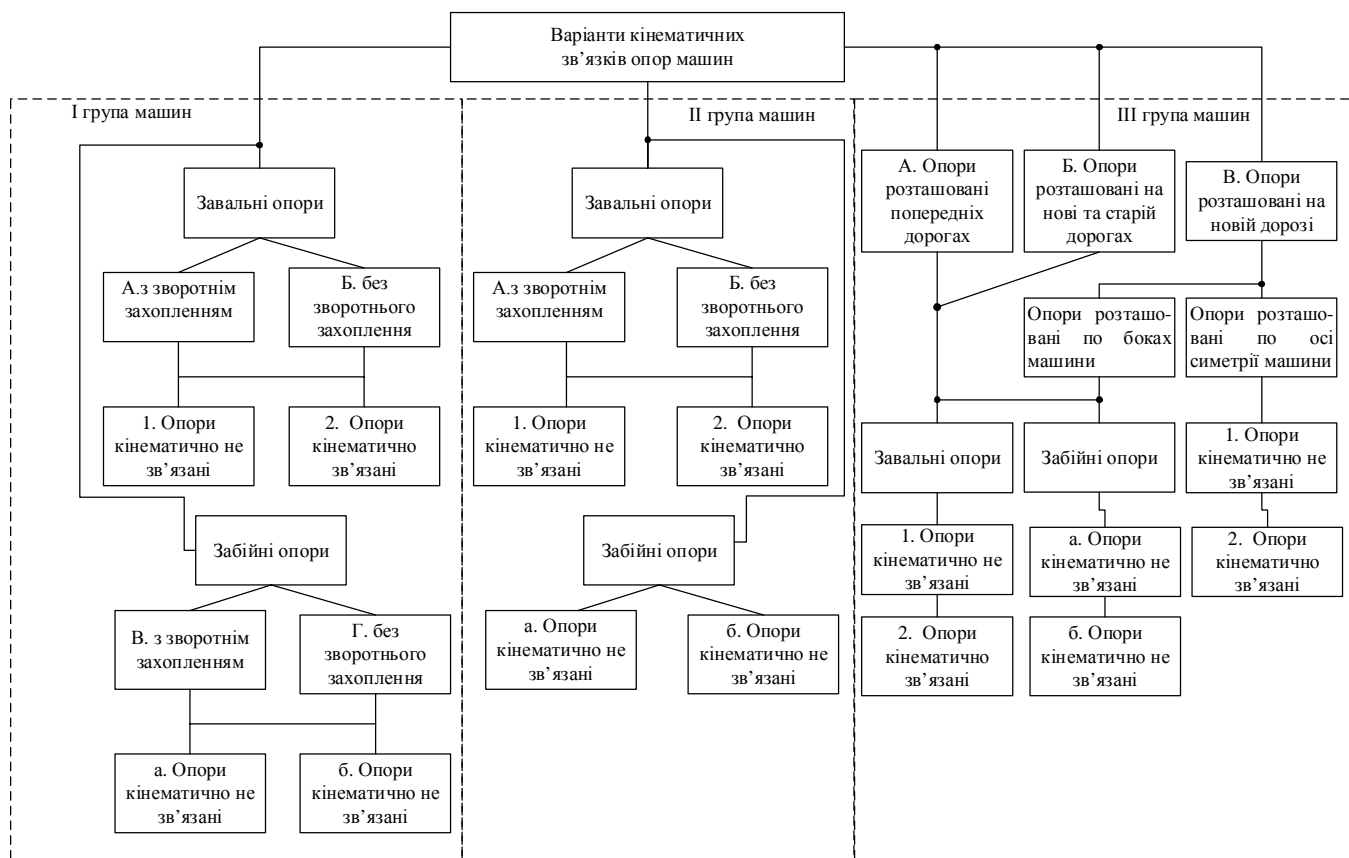 Варіанти кінематичних
зв’язків опор машин
І група машин
Завальні опори
А.з зворотнім
захопленням
Б. без
зворотнього
захоплення
1. Опори
кінематично не
зв’язані
2. Опори
кінематично
зв’язані
Забійні опори
В. з зворотнім
захопленням
Г. без
зворотнього
захоплення
а. Опори
кінематично не
зв’язані
б. Опори
кінематично не
зв’язані
ІІ група машин
Завальні опори
А.з зворотнім
захопленням
Б. без
зворотнього
захоплення
1. Опори
кінематично не
зв’язані
2. Опори
кінематично
зв’язані
Забійні опори
а. Опори
кінематично не
зв’язані
б. Опори
кінематично не
зв’язані
ІІІ група машин
А. Опори
розташовані
попередніх
дорогах
Б. Опори
розташовані на
нові та старій
дорогах
В. Опори
розташовані на
новій дорозі
Опори розташо-
вані по боках
машини
Опори розташо-
вані по осі
симетрії машини
Завальні опори
Забійні опори
1. Опори
кінематично не
зв’язані
1. Опори
кінематично не
зв’язані
а. Опори
кінематично не
зв’язані
2. Опори
кінематично
зв’язані
2. Опори
кінематично
зв’язані
б. Опори
кінематично не
зв’язані